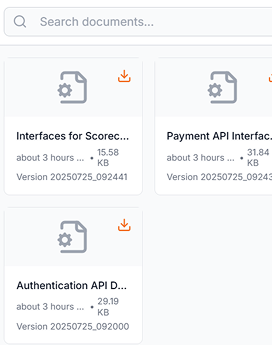 Search documents...
Interfaces for Scorec...
about 3 hours ... • 15.58 KB
Version 20250725_092441
Payment API Interfac...
about 3 hours ... • 31.84 KB
Version 20250725_0924
Authentication API D...
about 3 hours ... • 29.19 KB
Version 20250725_092000